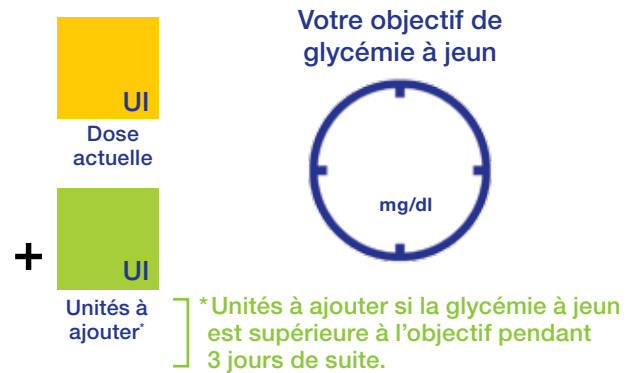 UI
Dose
actuelle
+
UI
Unités à
ajouter*
Votre objectif de
glycémie à jeun
mg/dl
* Unités à ajouter si la glycémie à jeun
est supérieure à l'objectif pendant
3 jours de suite.